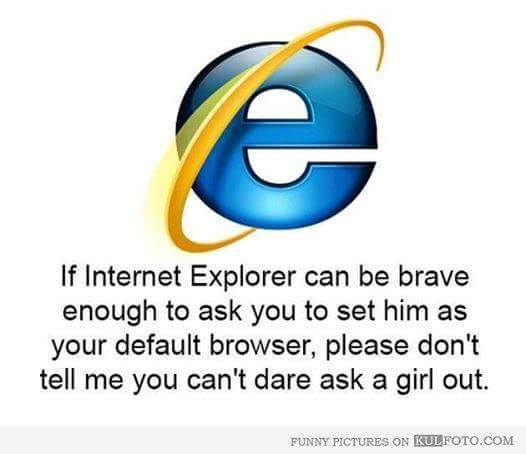 If Internet Explorer can be brave
enough to ask you to set him as
your default browser, please don't
tell me you can't dare ask a girl out.
FUNNY PICTURES ON KULFOTO.COM